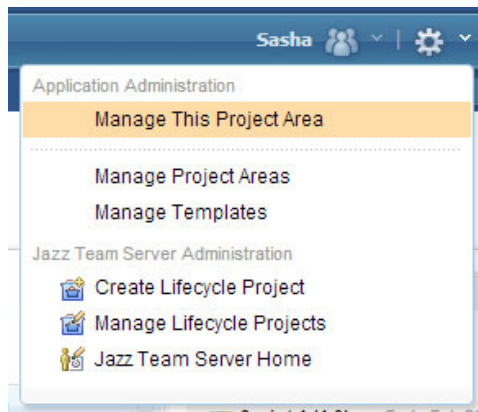 Sasha
Application Administration
Manage This Project Area
Manage Project Areas
Manage Templates
Jazz Team Server Administration
Create Lifecycle Project
Manage Lifecycle Projects
Jazz Team Server Home